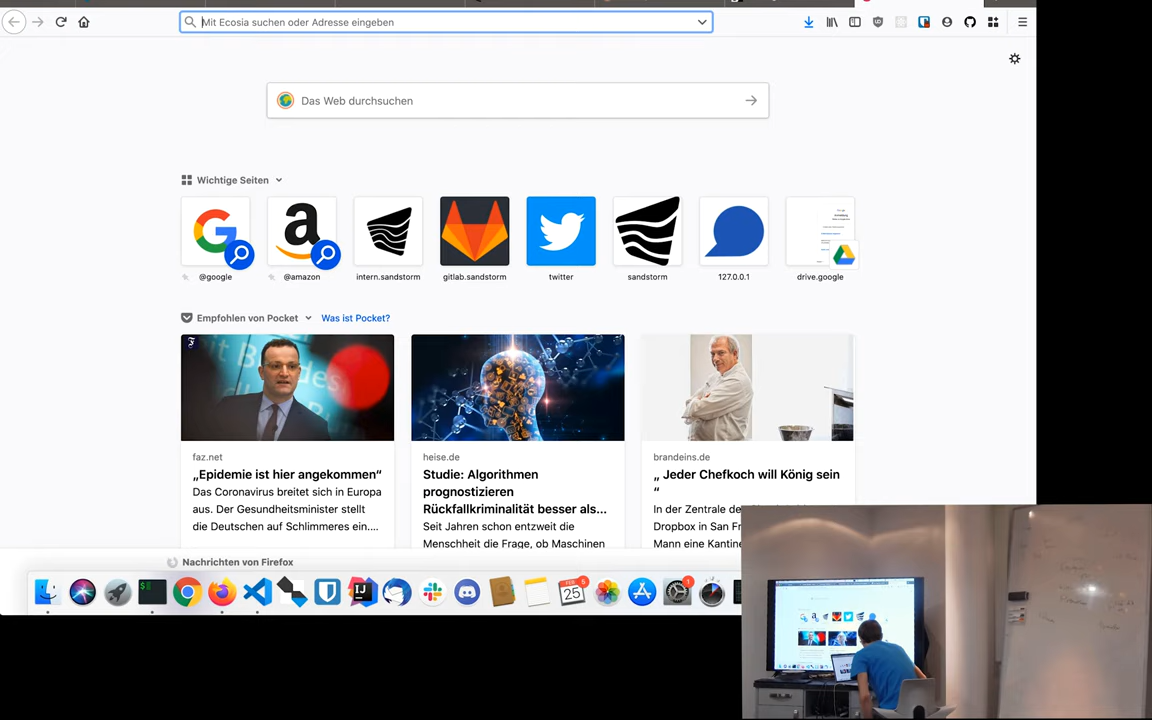 Mit Ecosia suchen oder Adresse eingeben
Das Web durchsuchen
Wichtige Seiten
@google
@amazon
intern.sandstorm
gitlab.sandstorm
twitter
sandstorm
127.0.0.1
drive.google
Empfohlen von Pocket
Was ist Pocket?
faz.net
„Epidemie ist hier angekommen“
Das Coronavirus breitet sich in Europa
aus. Der Gesundheitsminister stellt
die Deutschen auf Schlimmeres ein....
heise.de
Studie: Algorithmen
prognostizieren
Rückfallkriminalität besser als...
Seit Jahren schon entzweit die
Menschheit die Frage, ob Maschinen
brandeins.de
„ Jeder Chefkoch will König sein
“
In der Zentrale de
Dropbox in San Fr
Mann eine Kantine
Nachrichten von Firefox
FEB
25
5
1